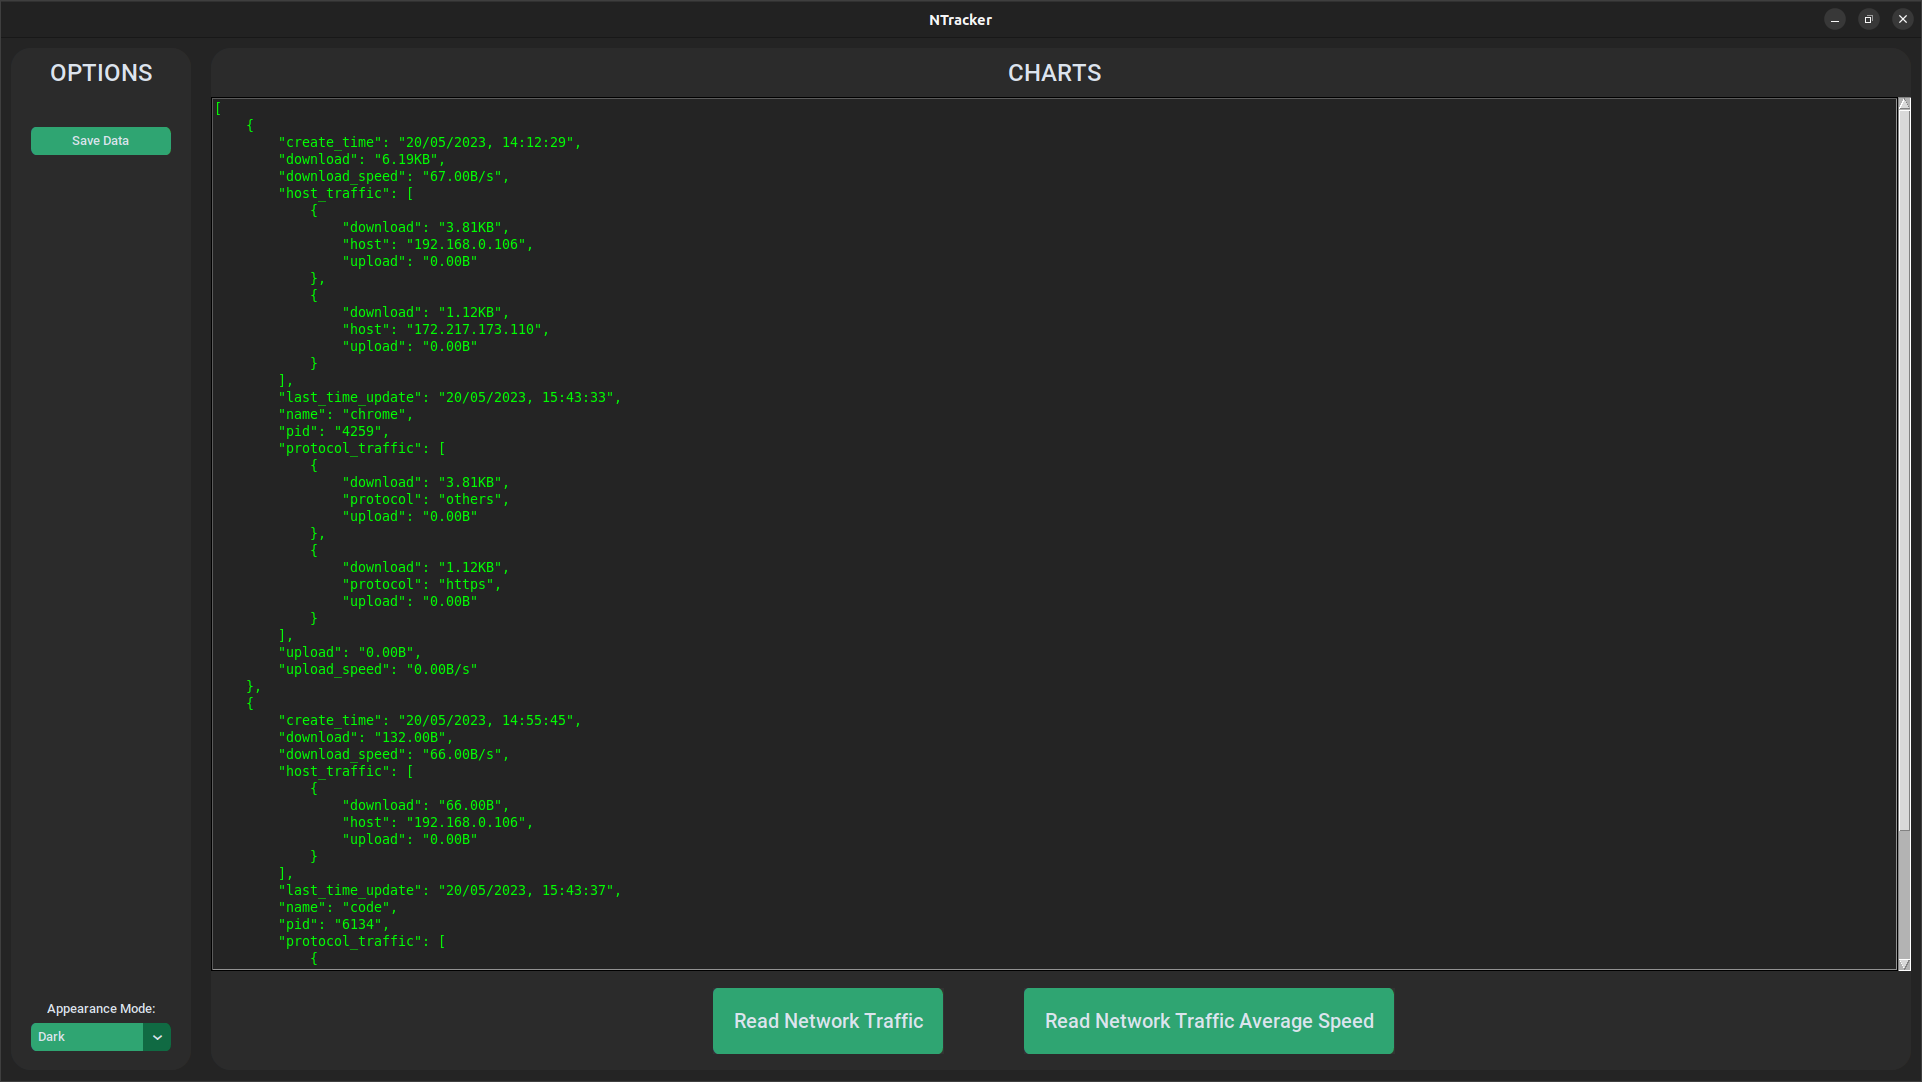 NTracker
OPTIONS
CHARTS
Save Data
[
    {
        "create_time": "20/05/2023, 14:12:29",
        "download": "6.19KB",
        "download_speed": "67.00B/s",
        "host_traffic": [
            {
                "download": "3.81KB",
                "host": "192.168.0.106",
                "upload": "0.00B"
            },
            {
                "download": "1.12KB",
                "host": "172.217.173.110",
                "upload": "0.00B"
            }
        ],
        "last_time_update": "20/05/2023, 15:43:33",
        "name": "chrome",
        "pid": "4259",
        "protocol_traffic": [
            {
                "download": "3.81KB",
                "protocol": "others",
                "upload": "0.00B"
            },
            {
                "download": "1.12KB",
                "protocol": "https",
                "upload": "0.00B"
            }
        ],
        "upload": "0.00B",
        "upload_speed": "0.00B/s"
    },
    {
        "create_time": "20/05/2023, 14:55:45",
        "download": "132.00B",
        "download_speed": "66.00B/s",
        "host_traffic": [
            {
                "download": "66.00B",
                "host": "192.168.0.106",
                "upload": "0.00B"
            }
        ],
        "last_time_update": "20/05/2023, 15:43:37",
        "name": "code",
        "pid": "6134",
        "protocol_traffic": [
            {
Appearance Mode:
Dark
Read Network Traffic
Read Network Traffic Average Speed